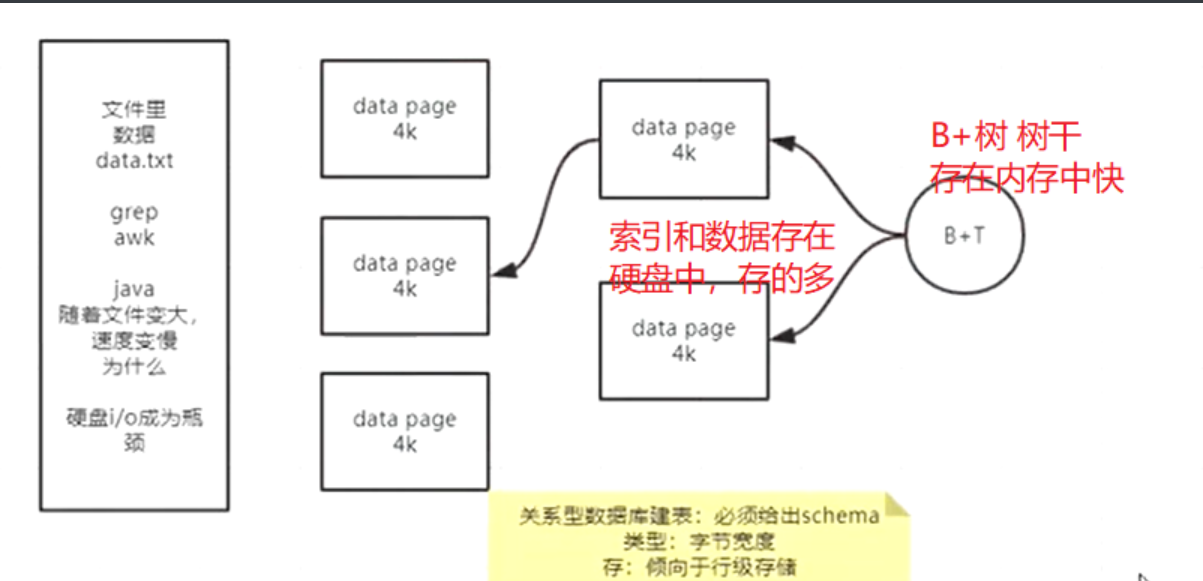 文件里
数据
data.txt
grep
awk
java
随着文件变大，
速度变慢
为什么
硬盘i/o成为瓶
颈
data page
4k
data page
4k
data page
4k
data page
4k
索引和数据存在
硬盘中，存的多
data page
4k
B+树 树干
存在内存中快
B+T
关系型数据库建表：必须给出schema
类型：字节宽度
存：倾向于行级存储